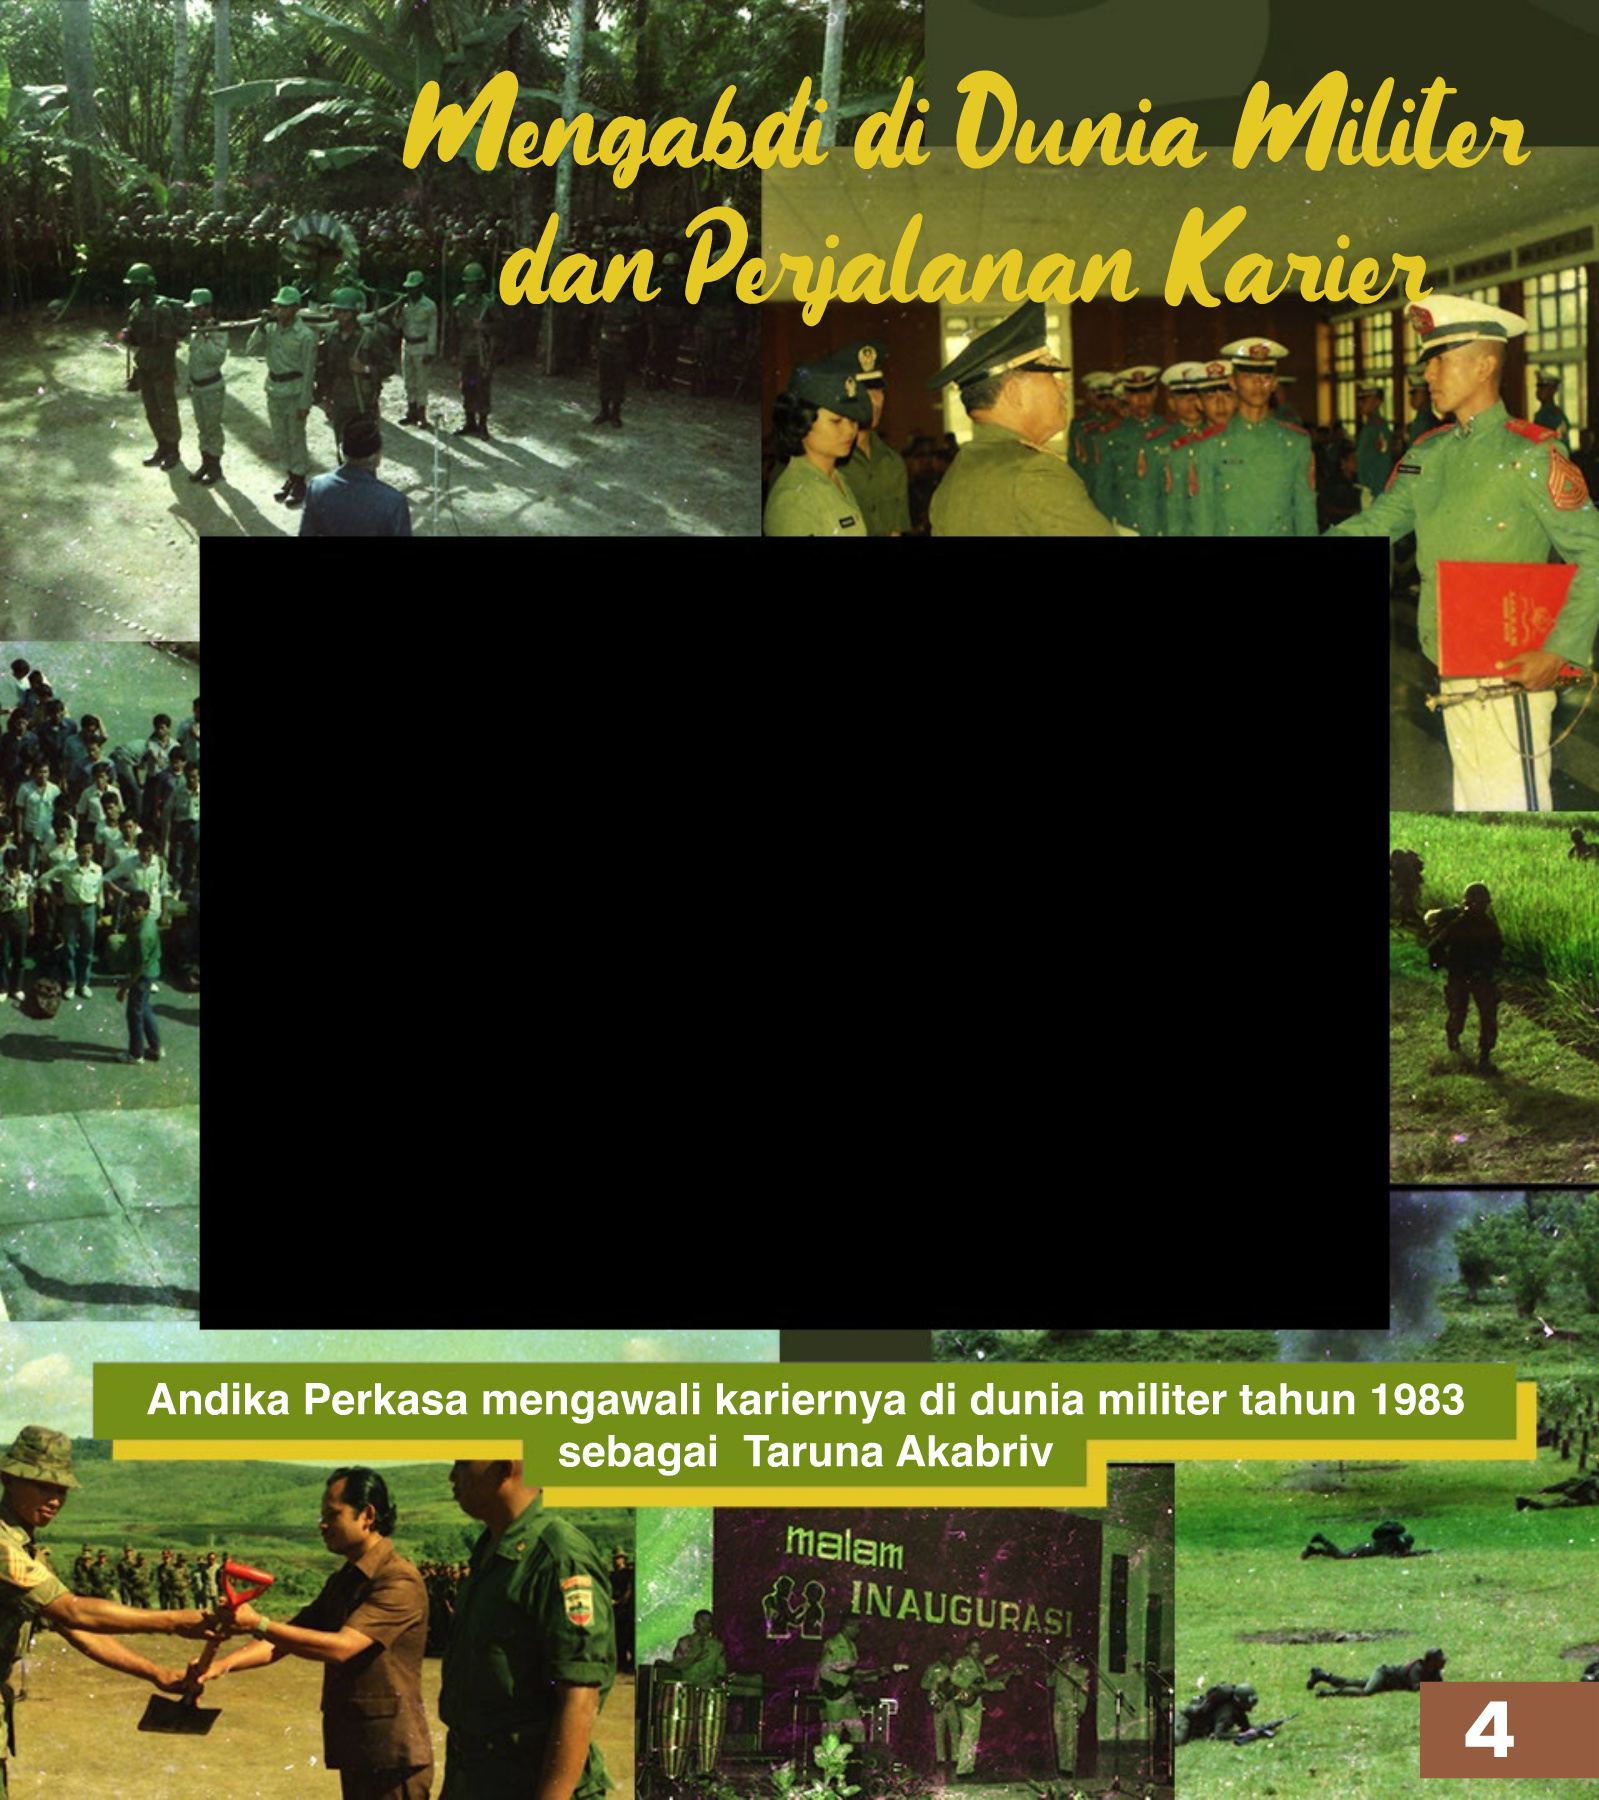 Mengabdi di Dunia Militer
dan Perjalanan Karier
Andika Perkasa mengawali kariernya di dunia militer tahun 1983
sebagai  Taruna Akabriv
malam
INAUGURASI
4